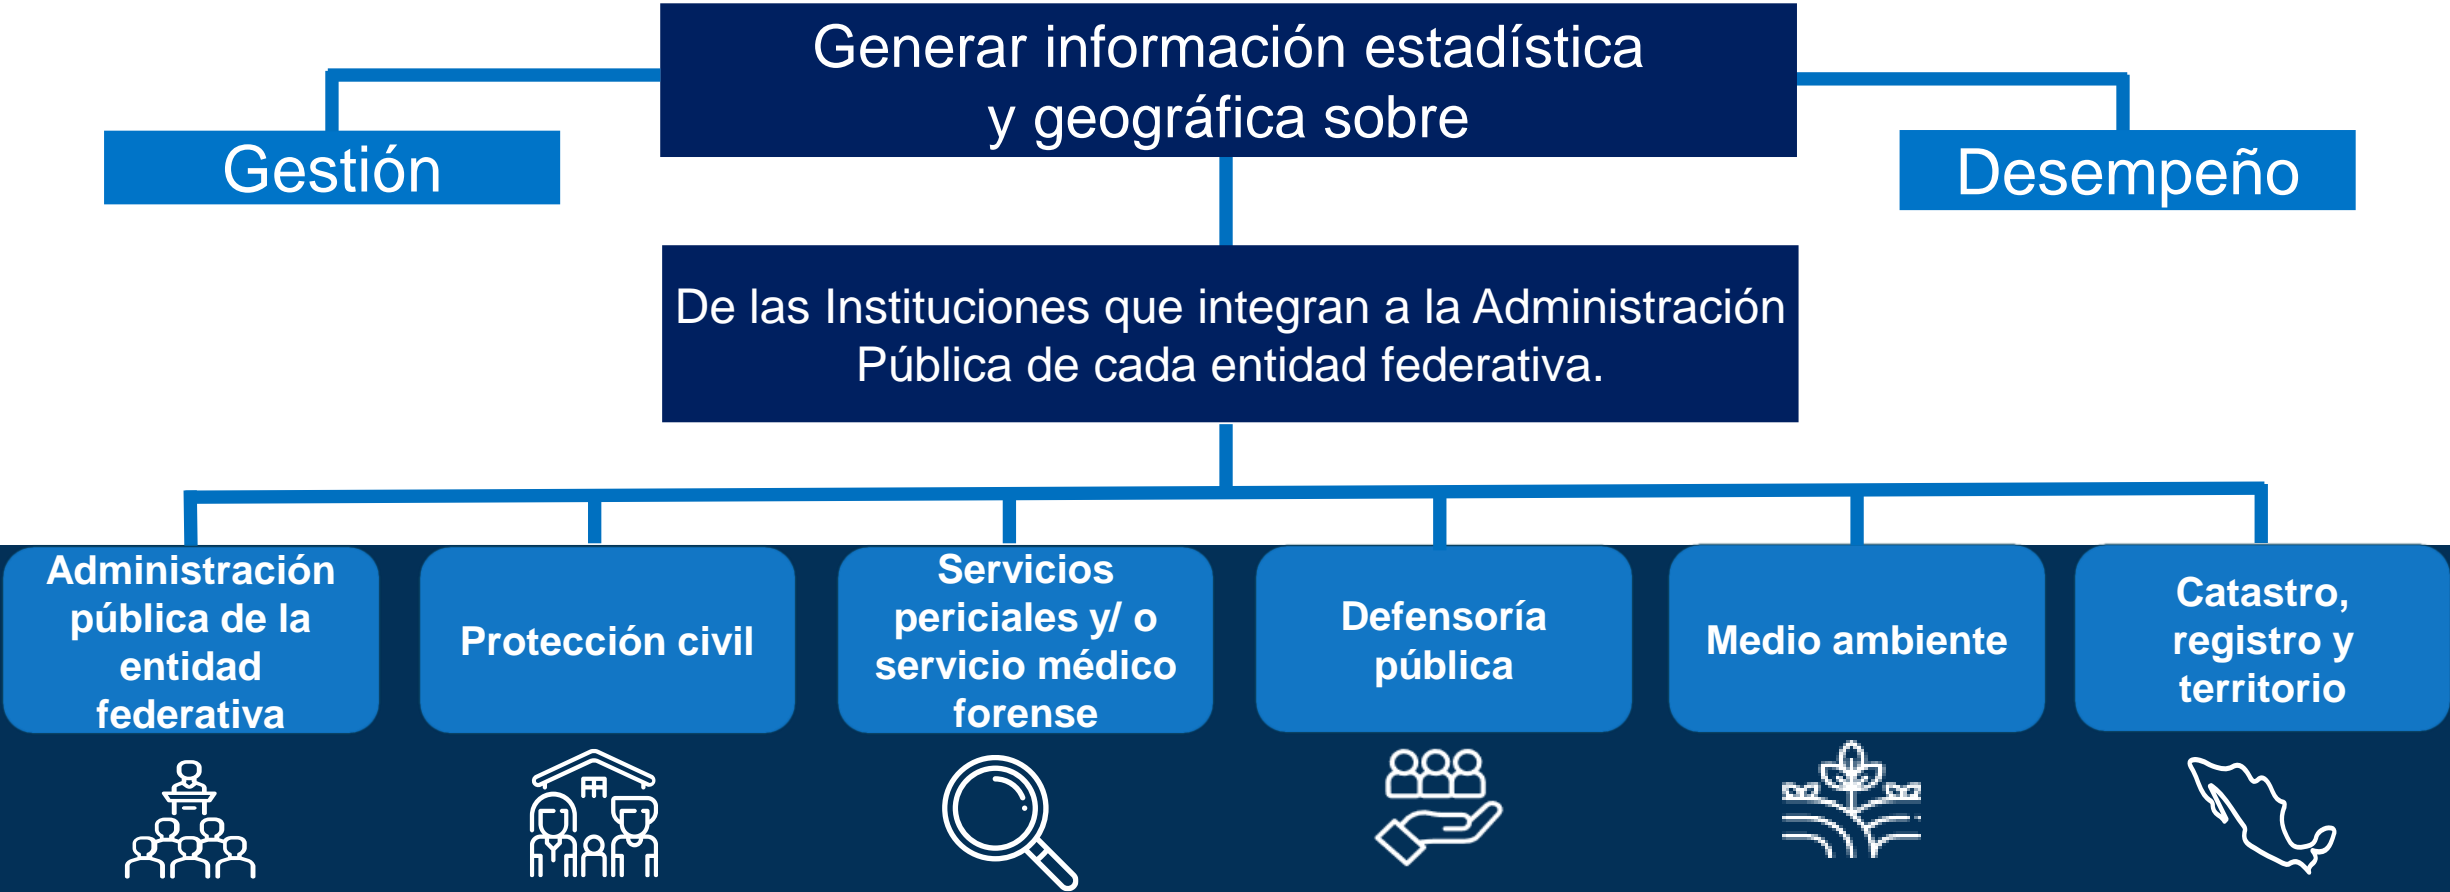 Generar información estadística
y geográfica sobre
Gestión
Desempeño
De las Instituciones que integran a la Administración
Pública de cada entidad federativa.
Administración
pública de la
entidad
federativa
Protección civil
Servicios
periciales y/ o
servicio médico
forense
Defensoría
pública
Medio ambiente
Catastro,
registro y
territorio